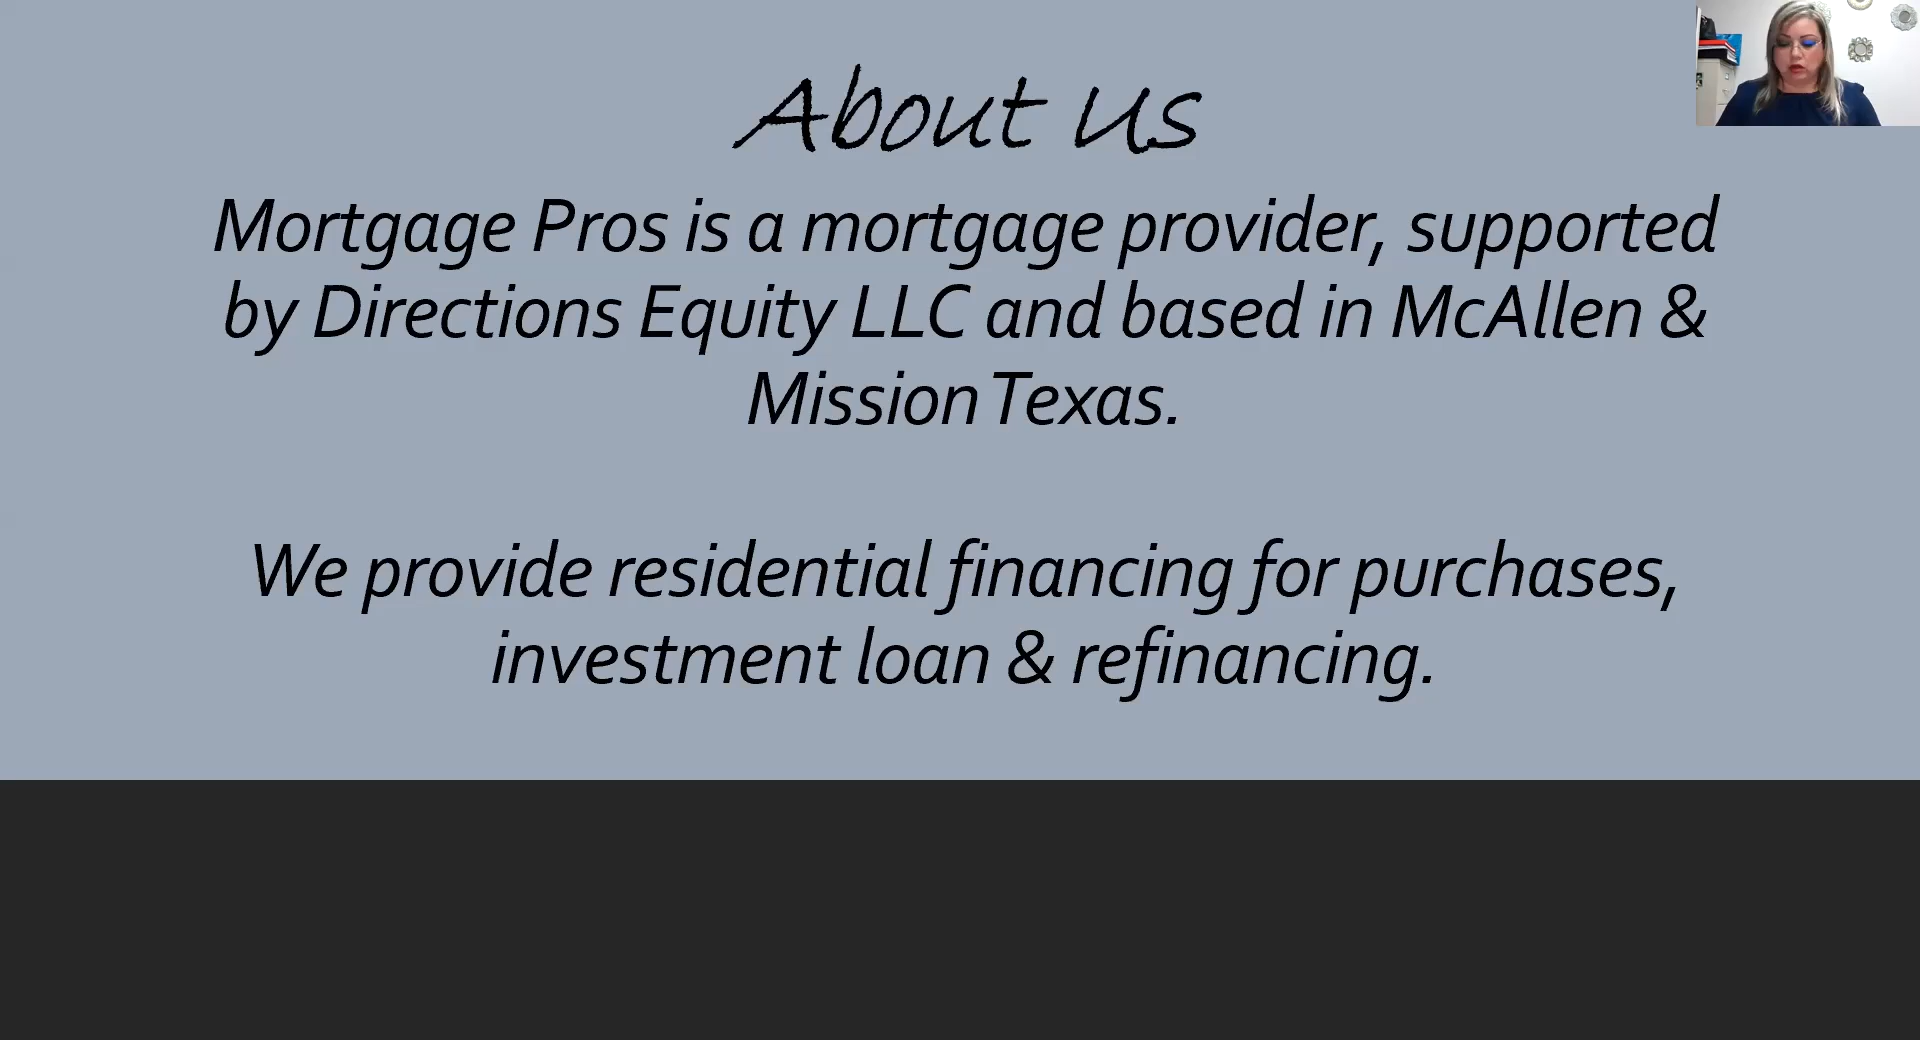 About Us
Mortgage Pros is a mortgage provider, supported
by Directions Equity LLC and based in McAllen &
Mission Texas.
We provide residential financing for purchases,
investment loan & refinancing.